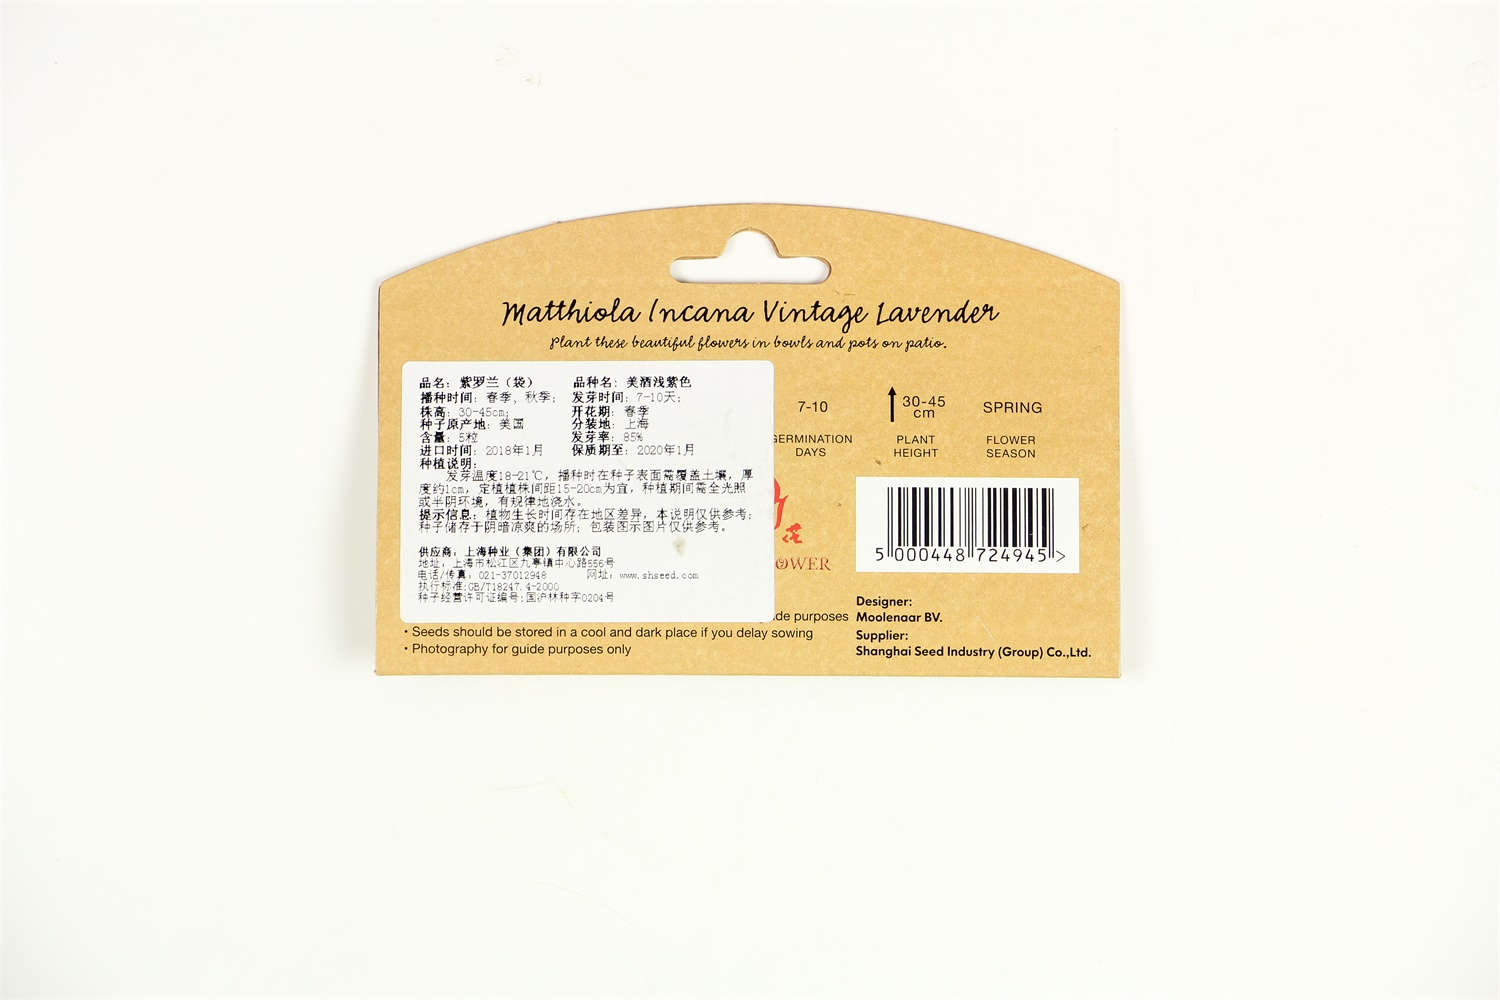 Matthiola Incana Vintage Lavender
Plant these beautiful flowers in bowls and pots on patio.
品名：紫罗兰（袋） 品种名：美酒浅紫色
播种时间：春季，秋季； 发芽时间：7-10天；
株高：30-45cm； 开花期：春季
种子原产地：美国 分装地：上海
含量：5粒 发芽率：85%
进口时间：2018年1月 保质期至：2020年1月
种植说明：
发芽温度18-21℃，播种时在种子表面需覆盖土壤，厚
度约1cm，定植植株间距15-20cm为宜，种植期间需全光照
或半阴环境，有规律地浇水。
提示信息：植物生长时间存在地区差异，本说明仅供参考；
种子储存于阴暗凉爽的场所；包装图示图片仅供参考。
供应商：上海种业（集团）有限公司
地址：上海市松江区九亭镇中心路666号
电话/传真：021-37012948 网址：www.shseed.com
执行标准:GB/T18247.4-2000
种子经营许可证编号:国沪林种字0204号
7-10
GERMINATION
DAYS
30-45
cm
PLANT
HEIGHT
SPRING
FLOWER
SEASON
花
OWER
5 000448 724945 >
ide purposes
• Seeds should be stored in a cool and dark place if you delay sowing
• Photography for guide purposes only
Designer:
Moolenaar BV.
Supplier:
Shanghai Seed Industry (Group) Co.,Ltd.